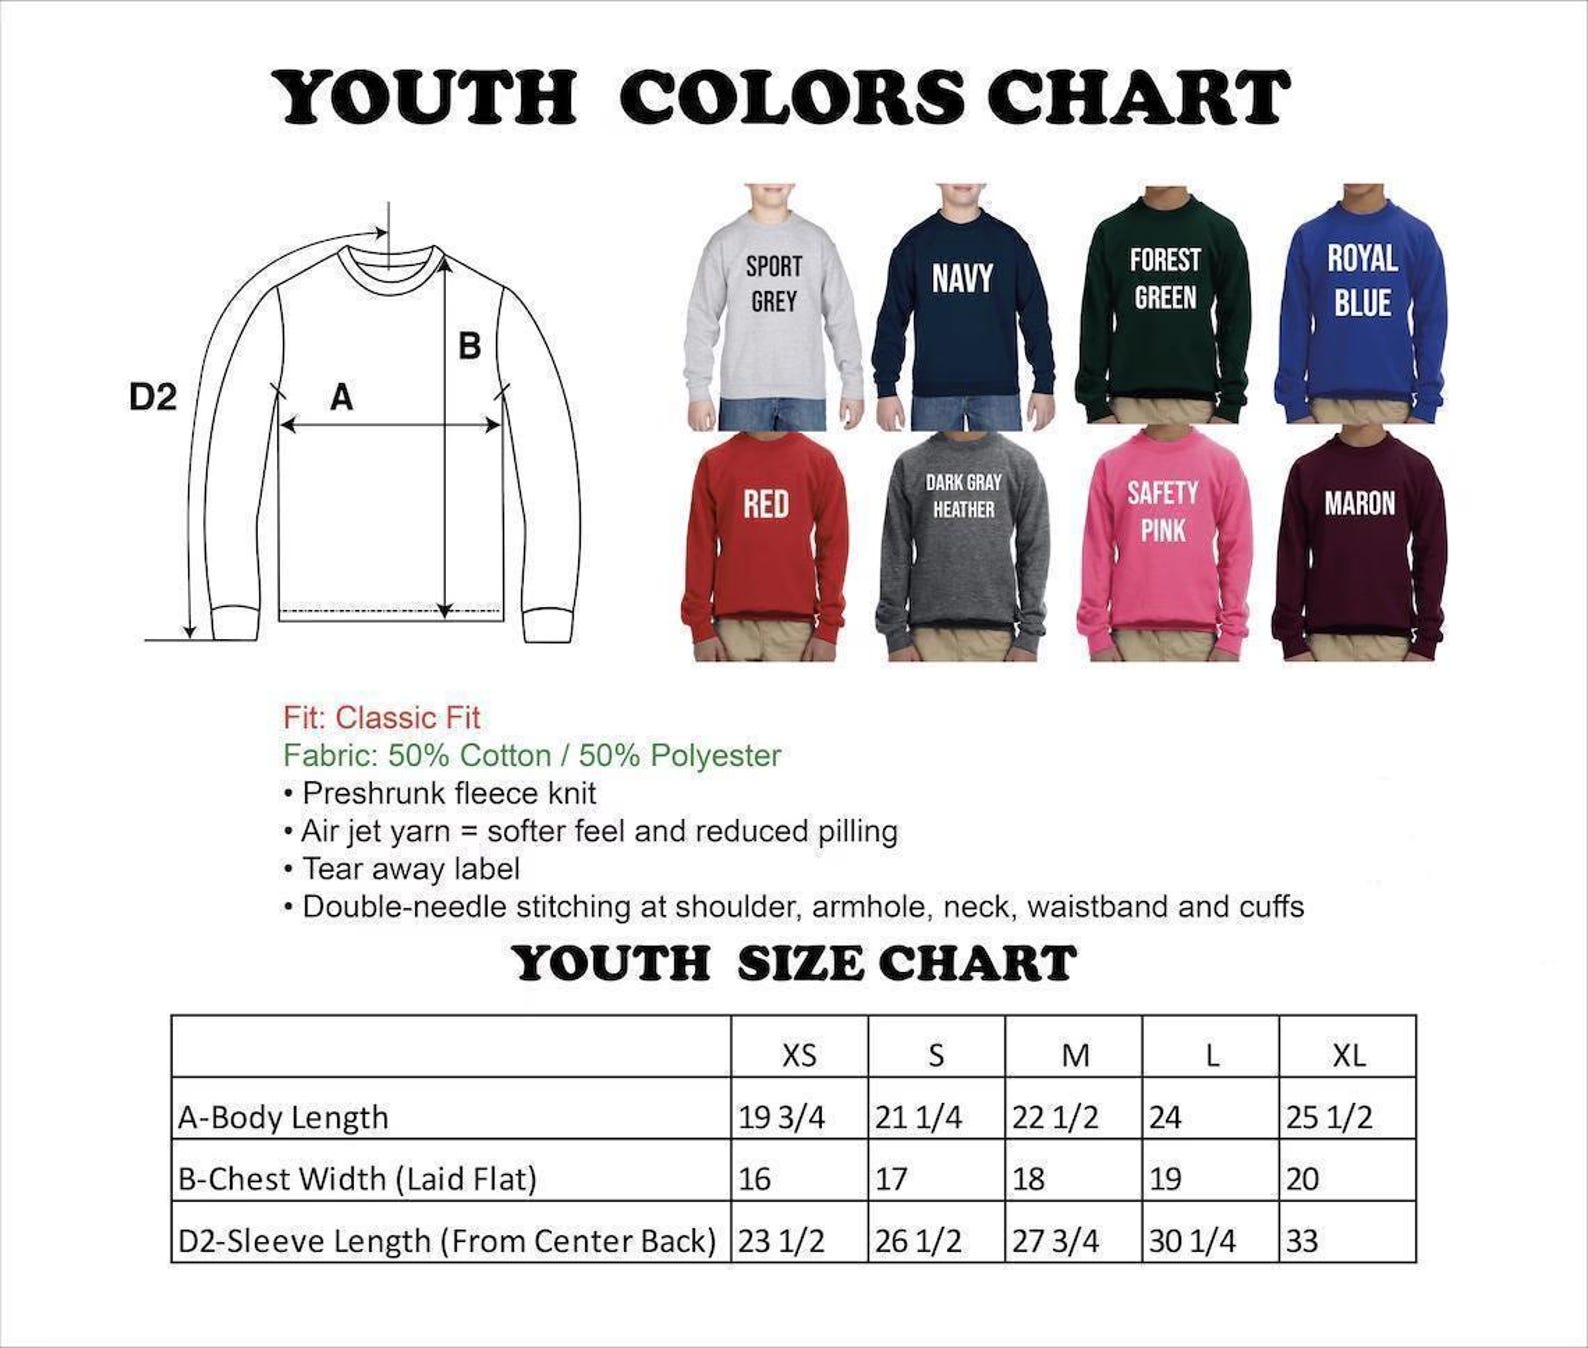 YOUTH COLORS CHART
D2
A
B
SPORT
GREY
NAVY
FOREST
GREEN
ROYAL
BLUE
RED
DARK GRAY
HEATHER
SAFETY
PINK
MARON
Fit: Classic Fit
Fabric: 50% Cotton / 50% Polyester
• Preshrunk fleece knit
• Air jet yarn = softer feel and reduced pilling
• Tear away label
• Double-needle stitching at shoulder, armhole, neck, waistband and cuffs
YOUTH SIZE CHART
XS S M L XL
A-Body Length 19 3/4 21 1/4 22 1/2 24 25 1/2
B-Chest Width (Laid Flat) 16 17 18 19 20
D2-Sleeve Length (From Center Back) 23 1/2 26 1/2 27 3/4 30 1/4 33